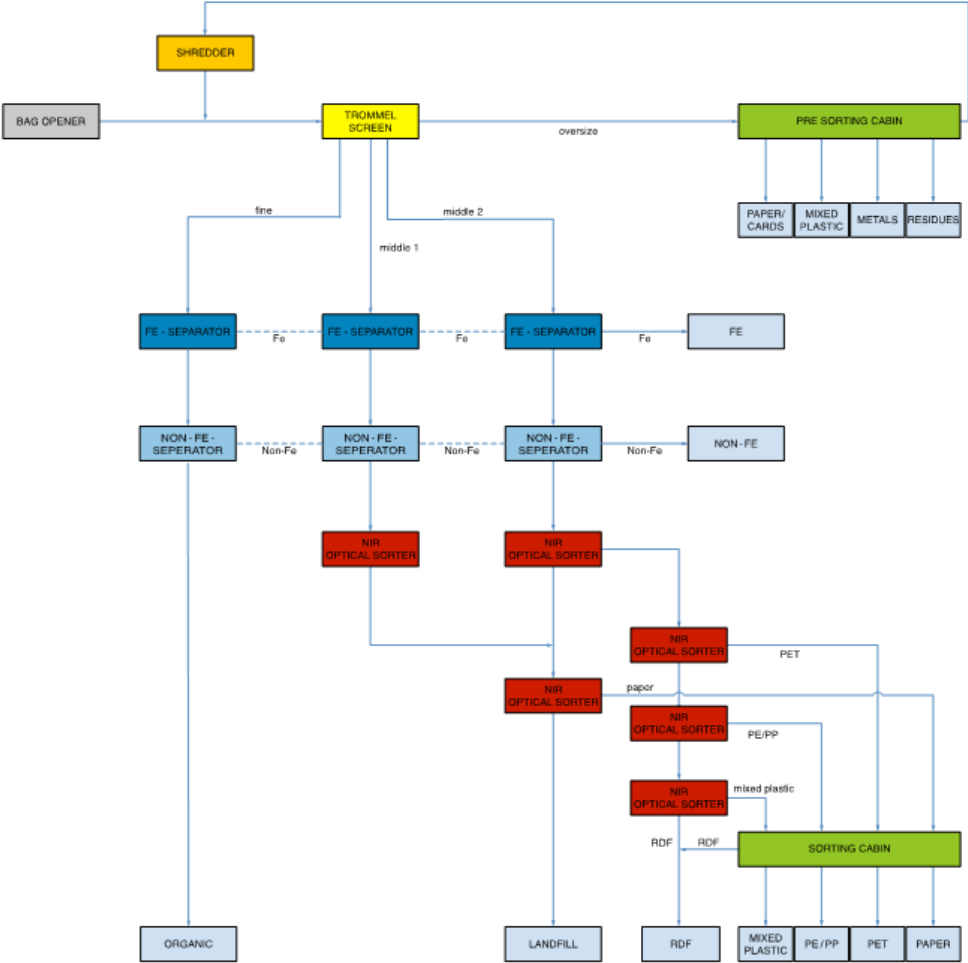 SHREDDER
BAG OPENER
TROMMEL
SCREEN
oversize
PRE SORTING CABIN
PAPER/
CARDS
MIXED
PLASTIC
METALS
RESIDUES
fine
middle 2
middle 1
FE - SEPARATOR
Fe
FE - SEPARATOR
Fe
FE - SEPARATOR
Fe
FE
NON - FE -
SEPERATOR
Non-Fe
NON - FE -
SEPERATOR
Non-Fe
NON - FE -
SEPERATOR
Non-Fe
NON - FE
NIR
OPTICAL SORTER
NIR
OPTICAL SORTER
NIR
OPTICAL SORTER
PET
NIR
OPTICAL SORTER
paper
NIR
OPTICAL SORTER
PE/PP
NIR
OPTICAL SORTER
mixed plastic
RDF
RDF
SORTING CABIN
ORGANIC
LANDFILL
RDF
MIXED
PLASTIC
PE/PP
PET
PAPER